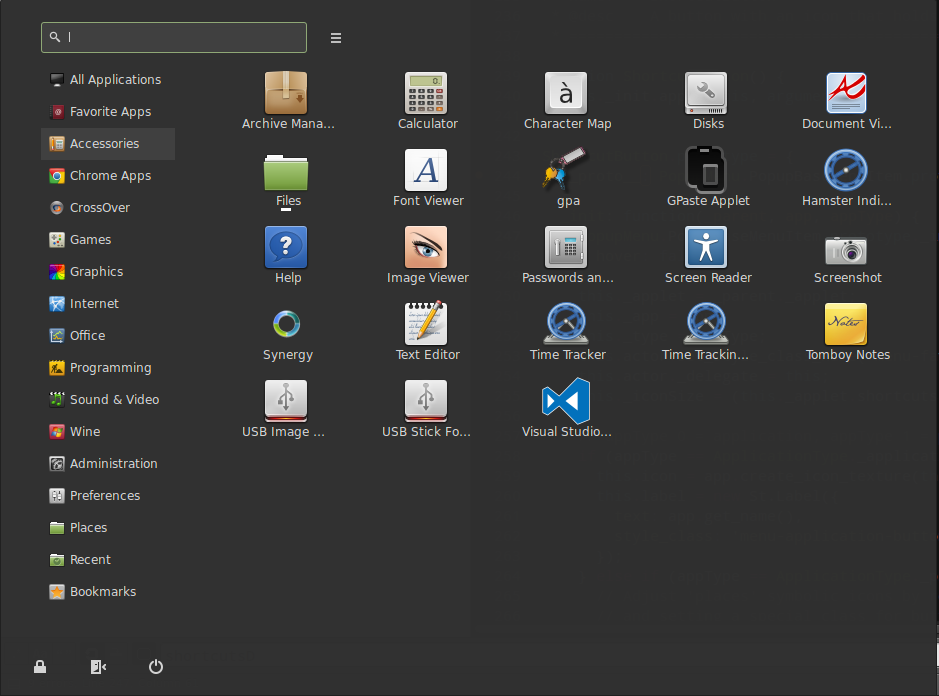 All Applications
Favorite Apps
Accessories
Chrome Apps
CrossOver
Games
Graphics
Internet
Office
Programming
Sound & Video
Wine
Administration
Preferences
Places
Recent
Bookmarks
Archive Mana...
0.
Calculator
à
Character Map
Disks
Document Vi...
Files
A
Font Viewer
gpa
GPaste Applet
Hamster Indi...
?
Help
Image Viewer
Passwords an...
Screen Reader
Screenshot
Synergy
Text Editor
Time Tracker
Time Trackin...
Notes
Tomboy Notes
USB Image ...
USB Stick Fo...
Visual Studio...